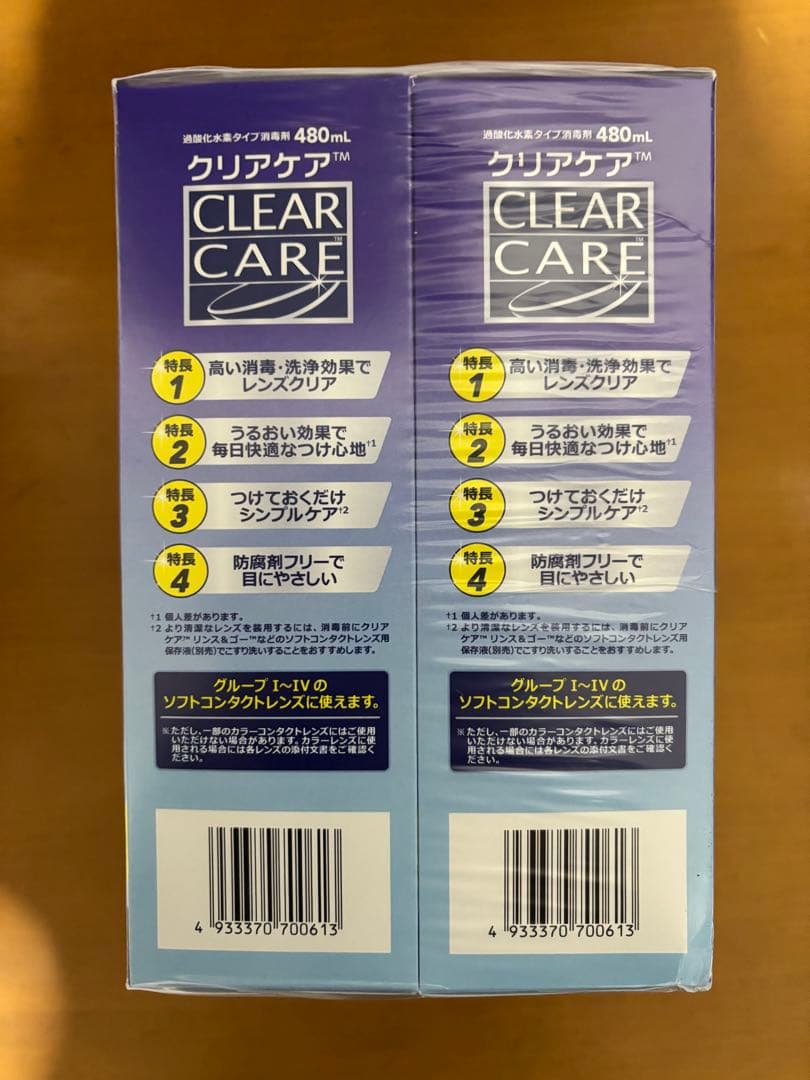 過酸化水素タイプ消毒剤 480mL
クリアケア™
CLEAR
CARE™
特長
1
高い消毒・洗浄効果で
レンズクリア
特長
2
うるおい効果で
毎日快適なつけ心地†1
特長
3
つけておくだけ
シンプルケア†2
特長
4
防腐剤フリーで
目にやさしい
†1 個人差があります。
†2 より清潔なレンズを装用するには、消毒前にクリア
ケア™ リンス&ゴー™などのソフトコンタクトレンズ用
保存液(別売)でこすり洗いすることをおすすめします。
グループ I〜IV の
ソフトコンタクトレンズに使えます。
※ただし、一部のカラーコンタクトレンズにはご使用
いただけない場合があります。カラーレンズに使
用される場合には各レンズの添付文書をご確認く
ださい。
4 933370 700613
過酸化水素タイプ消毒剤 480mL
クリアケア™
CLEAR
CARE™
特長
1
高い消毒・洗浄効果で
レンズクリア
特長
2
うるおい効果で
毎日快適なつけ心地†1
特長
3
つけておくだけ
シンプルケア†2
特長
4
防腐剤フリーで
目にやさしい
†1 個人差があります。
†2 より清潔なレンズを装用するには、消毒前にクリア
ケア™ リンス&ゴー™などのソフトコンタクトレンズ用
保存液(別売)でこすり洗いすることをおすすめします。
グループ I〜IV の
ソフトコンタクトレンズに使えます。
※ただし、一部のカラーコンタクトレンズにはご使用
いただけない場合があります。カラーレンズに使
用される場合には各レンズの添付文書をご確認く
ださい。
4 933370 700613